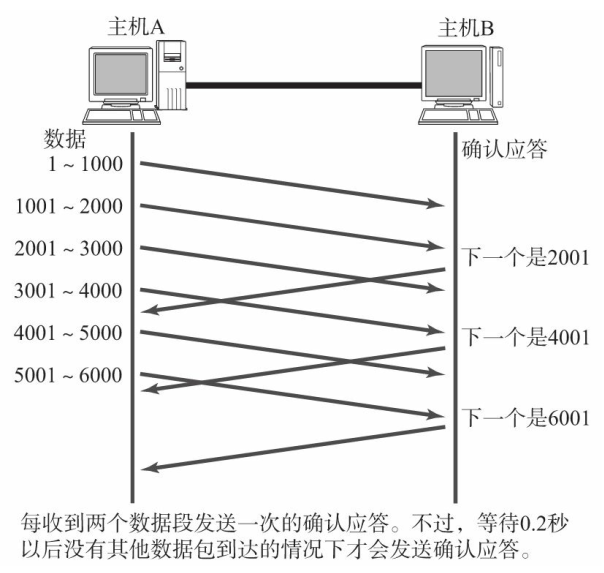 主机A
主机B
数据
确认应答
1～1000
1001～2000
2001～3000
下一个是2001
3001～4000
4001～5000
下一个是4001
5001～6000
下一个是6001
每收到两个数据段发送一次的确认应答。不过，等待0.2秒
以后没有其他数据包到达的情况下才会发送确认应答。